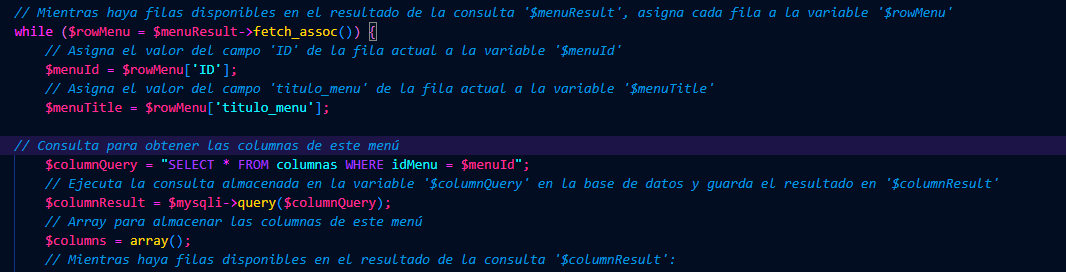 // Mientras haya filas disponibles en el resultado de la consulta '$menuResult', asigna cada fila a la variable '$rowMenu'
while ($rowMenu = $menuResult->fetch_assoc()) {
    // Asigna el valor del campo 'ID' de la fila actual a la variable '$menuId'
    $menuId = $rowMenu['ID'];
    // Asigna el valor del campo 'titulo_menu' de la fila actual a la variable '$menuTitle'
    $menuTitle = $rowMenu['titulo_menu'];

// Consulta para obtener las columnas de este menú
    $columnQuery = "SELECT * FROM columnas WHERE idMenu = $menuId";
    // Ejecuta la consulta almacenada en la variable '$columnQuery' en la base de datos y guarda el resultado en '$columnResult'
    $columnResult = $mysqli->query($columnQuery);
    // Array para almacenar las columnas de este menú
    $columns = array();
    // Mientras haya filas disponibles en el resultado de la consulta '$columnResult':